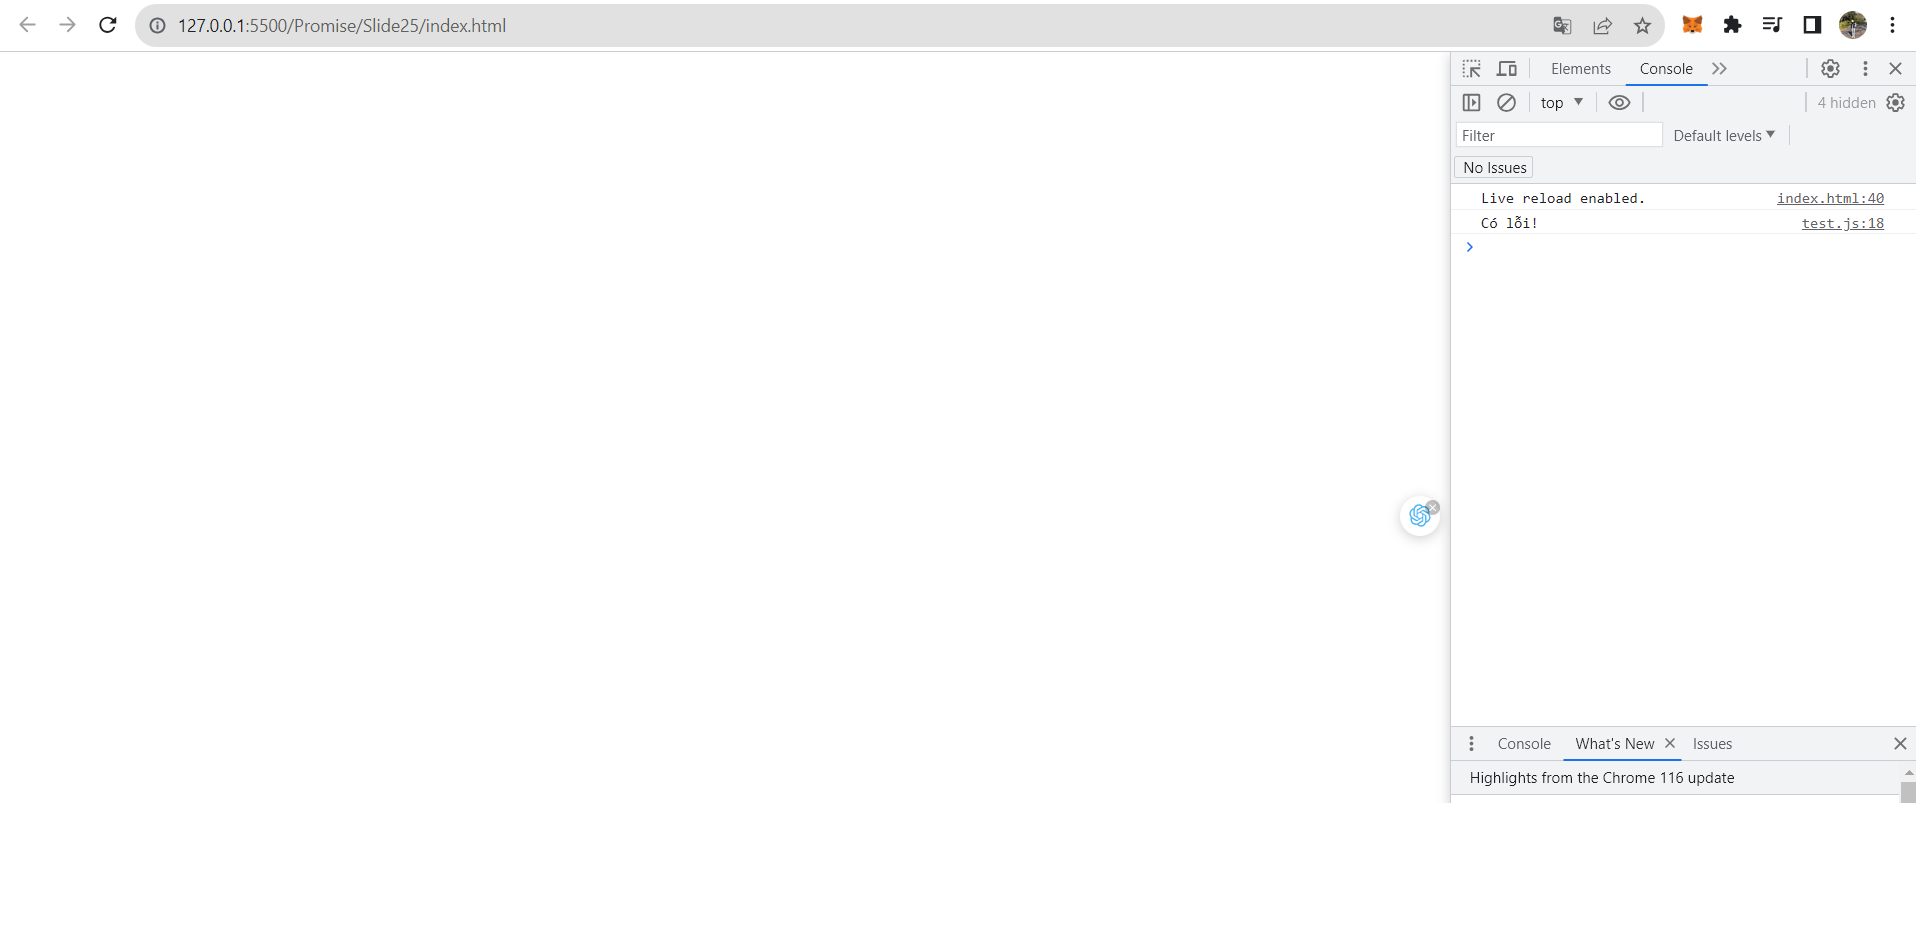 127.0.0.1:5500/Promise/Slide25/index.html
Elements Console
top 4 hidden
Filter Default levels
No Issues
Live reload enabled. index.html:40
Có lỗi! test.js:18
Console What's New Issues
Highlights from the Chrome 116 update